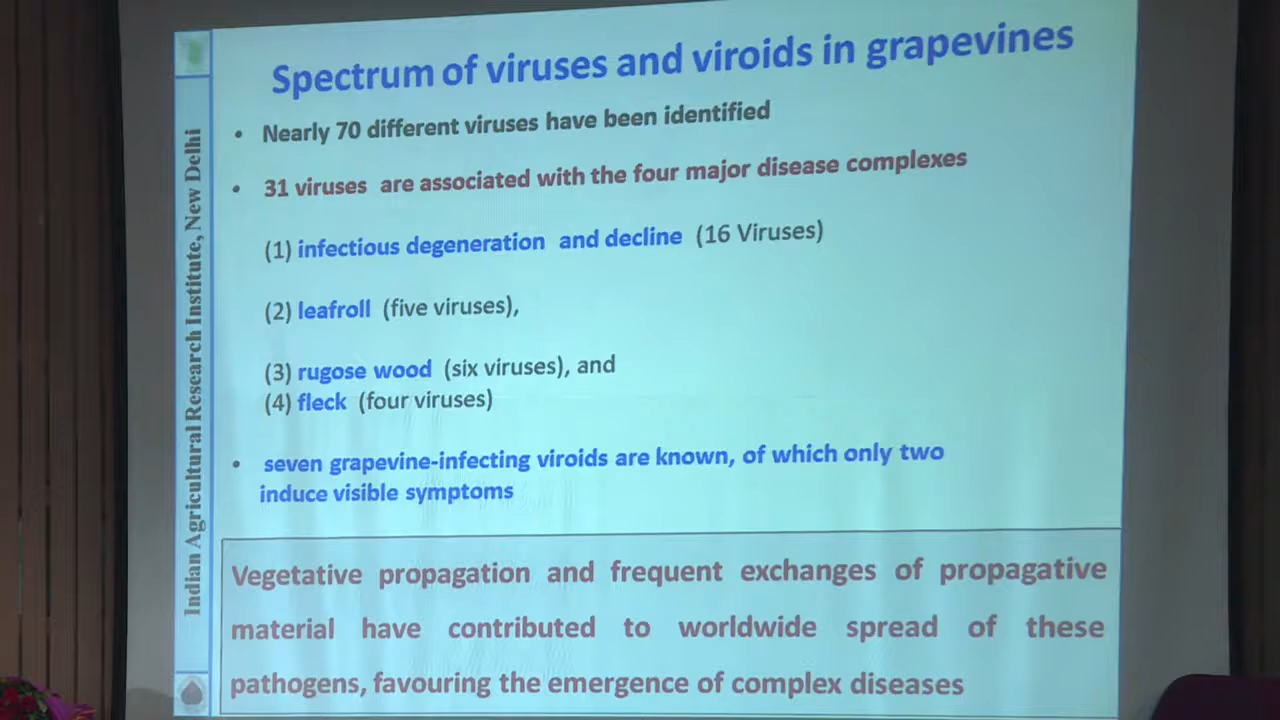 Spectrum of viruses and viroids in grapevines
• Nearly 70 different viruses have been identified
• 31 viruses are associated with the four major disease complexes
(1) infectious degeneration and decline (16 Viruses)
(2) leafroll (five viruses),
(3) rugose wood (six viruses), and
(4) fleck (four viruses)
• seven grapevine-infecting viroids are known, of which only two
induce visible symptoms
Vegetative propagation and frequent exchanges of propagative
material have contributed to worldwide spread of these
pathogens, favouring the emergence of complex diseases
Indian Agricultural Research Institute, New Delhi